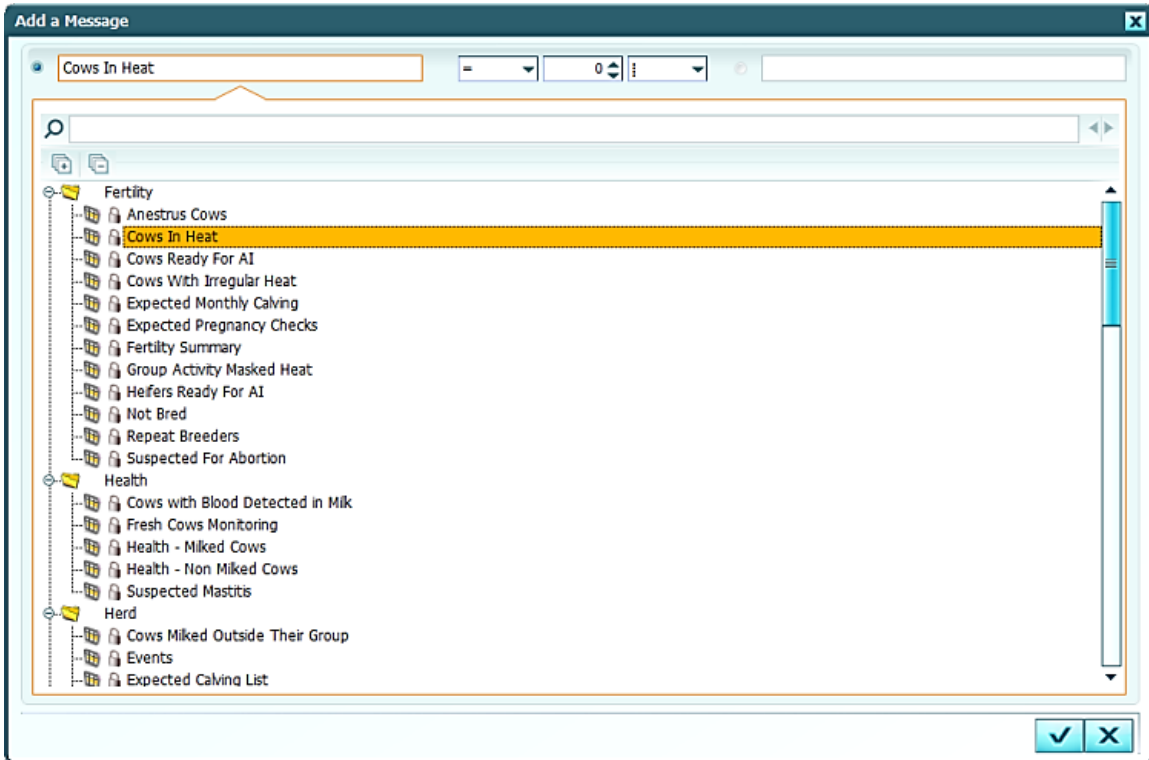 Add a Message
Cows In Heat = 0
Fertility
Anestrus Cows
Cows In Heat
Cows Ready For AI
Cows With Irregular Heat
Expected Monthly Calving
Expected Pregnancy Checks
Fertility Summary
Group Activity Masked Heat
Heifers Ready For AI
Not Bred
Repeat Breeders
Suspected For Abortion
Health
Cows with Blood Detected in Milk
Fresh Cows Monitoring
Health - Milked Cows
Health - Non Milked Cows
Suspected Mastitis
Herd
Cows Milked Outside Their Group
Events
Expected Calving List